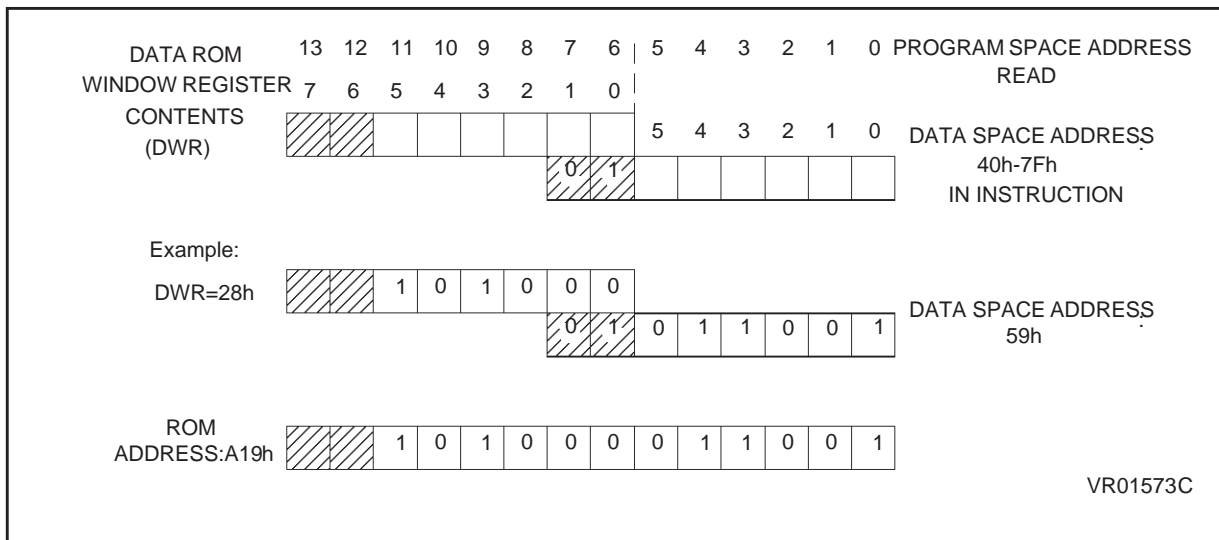 DATA ROM 13 12 11 10 9 8 7 6 5 4 3 2 1 0 PROGRAM SPACE ADDRESS
WINDOW REGISTER 7 6 5 4 3 2 1 0 READ
CONTENTS 5 4 3 2 1 0 DATA SPACE ADDRESS :
(DWR) 0 1 40h-7Fh
IN INSTRUCTION
Example:
DWR=28h 1 0 1 0 0 0
0 1 0 1 1 0 0 1 DATA SPACE ADDRESS :
59h
ROM
ADDRESS:A19h 1 0 1 0 0 0 0 1 1 0 0 1
VR01573C